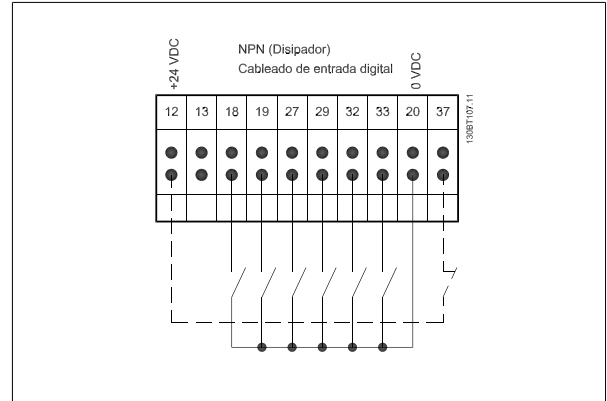 +24 VDC
NPN (Disipador)
Cableado de entrada digital
0 VDC
12 13 18 19 27 29 32 33 20 37
130BT107.11